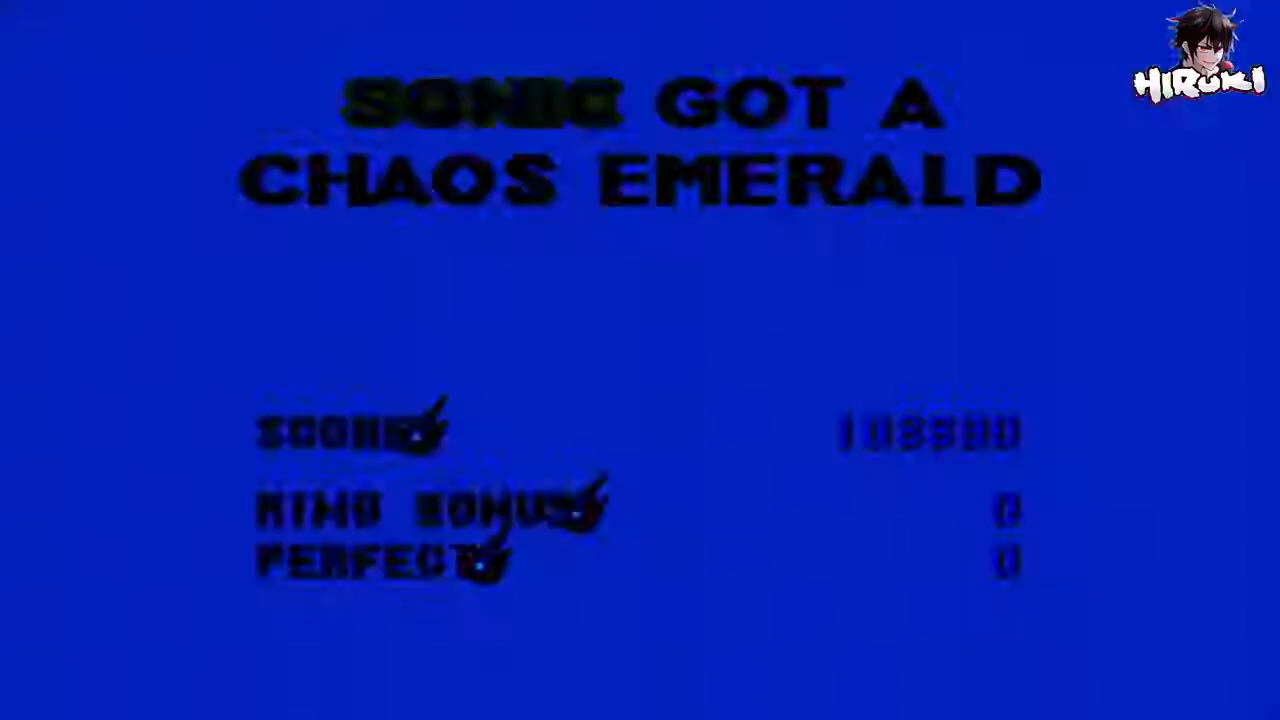 HIRUKI
SONIC GOT A
CHAOS EMERALD
SCORE
RING BONUS 0
PERFECT 0